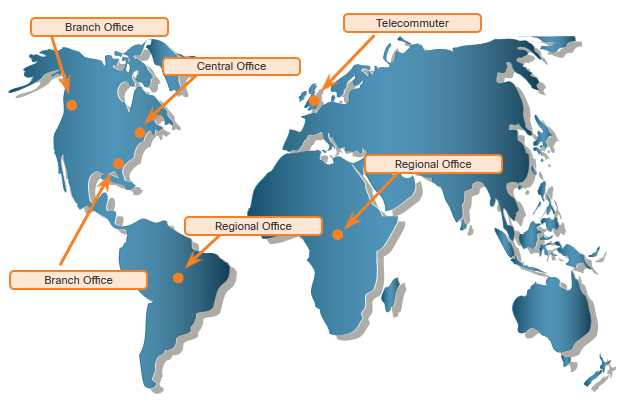 Telecommuter
Branch Office
Central Office
Regional Office
Regional Office
Branch Office